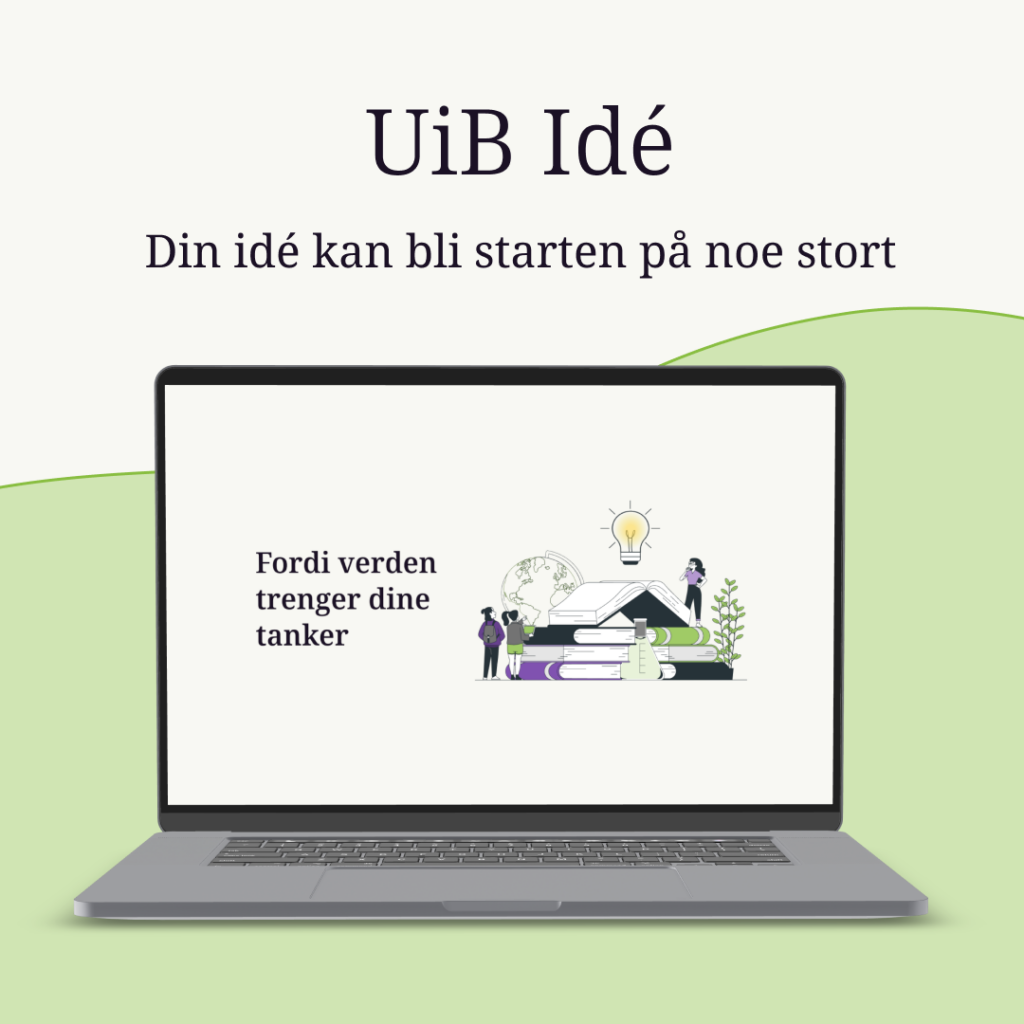 UiB Idé
Din idé kan bli starten på noe stort
Fordi verden
trenger dine
tanker